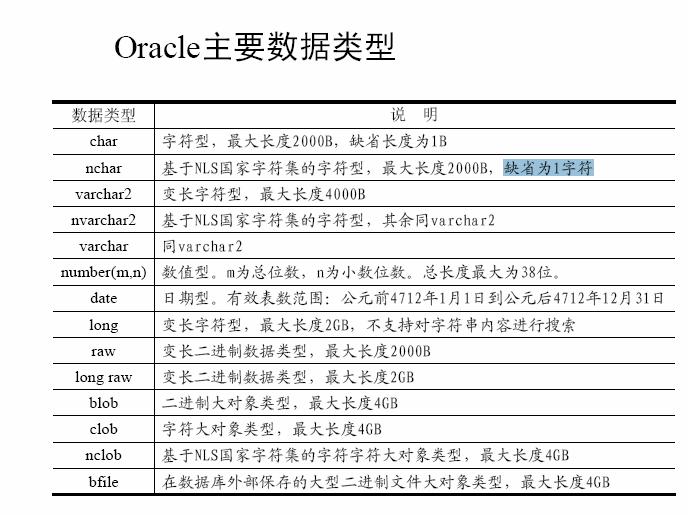 Oracle主要数据类型
数据类型 说 明
char 字符型，最大长度2000B，缺省长度为1B
nchar 基于NLS国家字符集的字符型，最大长度2000B，缺省为1字符
varchar2 变长字符型，最大长度4000B
nvarchar2 基于NLS国家字符集的字符型，其余同varchar2
varchar 同varchar2
number(m,n) 数值型。m为总位数，n为小数位数。总长度最大为38位。
date 日期型。有效表数范围：公元前4712年1月1日到公元后4712年12月31日
long 变长字符型，最大长度2GB，不支持对字符串内容进行搜索
raw 变长二进制数据类型，最大长度2000B
long raw 变长二进制数据类型，最大长度2GB
blob 二进制大对象类型，最大长度4GB
clob 字符大对象类型，最大长度4GB
nclob 基于NLS国家字符集的字符字符大对象类型，最大长度4GB
bfile 在数据库外部保存的大型二进制文件大对象类型，最大长度4GB